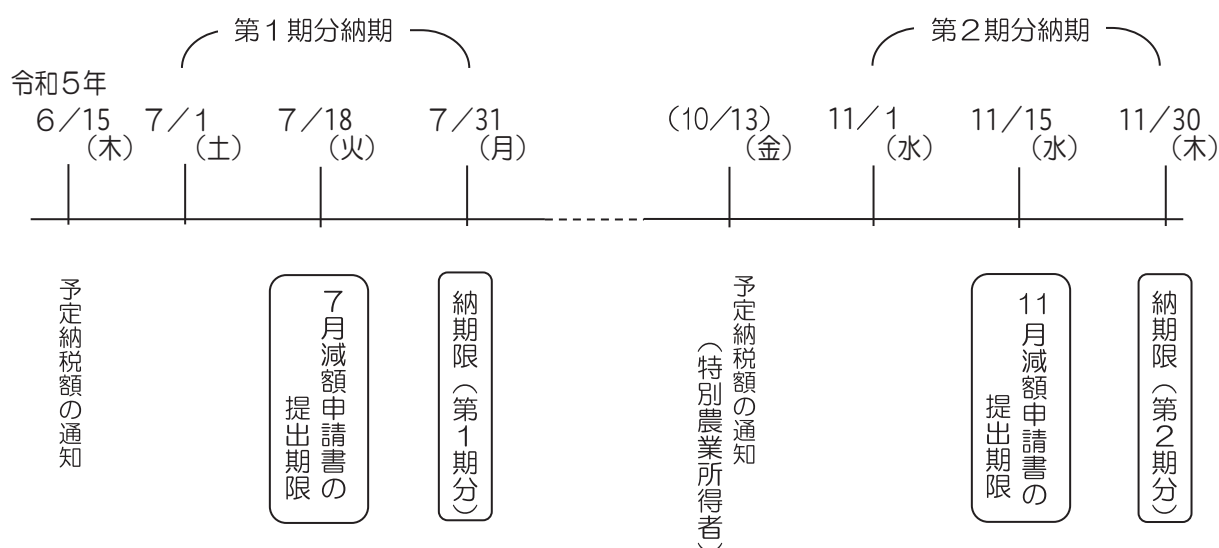 第１期分納期
第２期分納期
令和５年
６／15
（木）
７／１
（土）
７／18
（火）
７／31
（月）
（10／13）
（金）
11／１
（水）
11／15
（水）
11／30
（木）
予定納税額の通知
７月減額申請書の
提出期限
納期限（第１期分）
予定納税額の通知
（特別農業所得者）
11月減額申請書の
提出期限
納期限（第２期分）